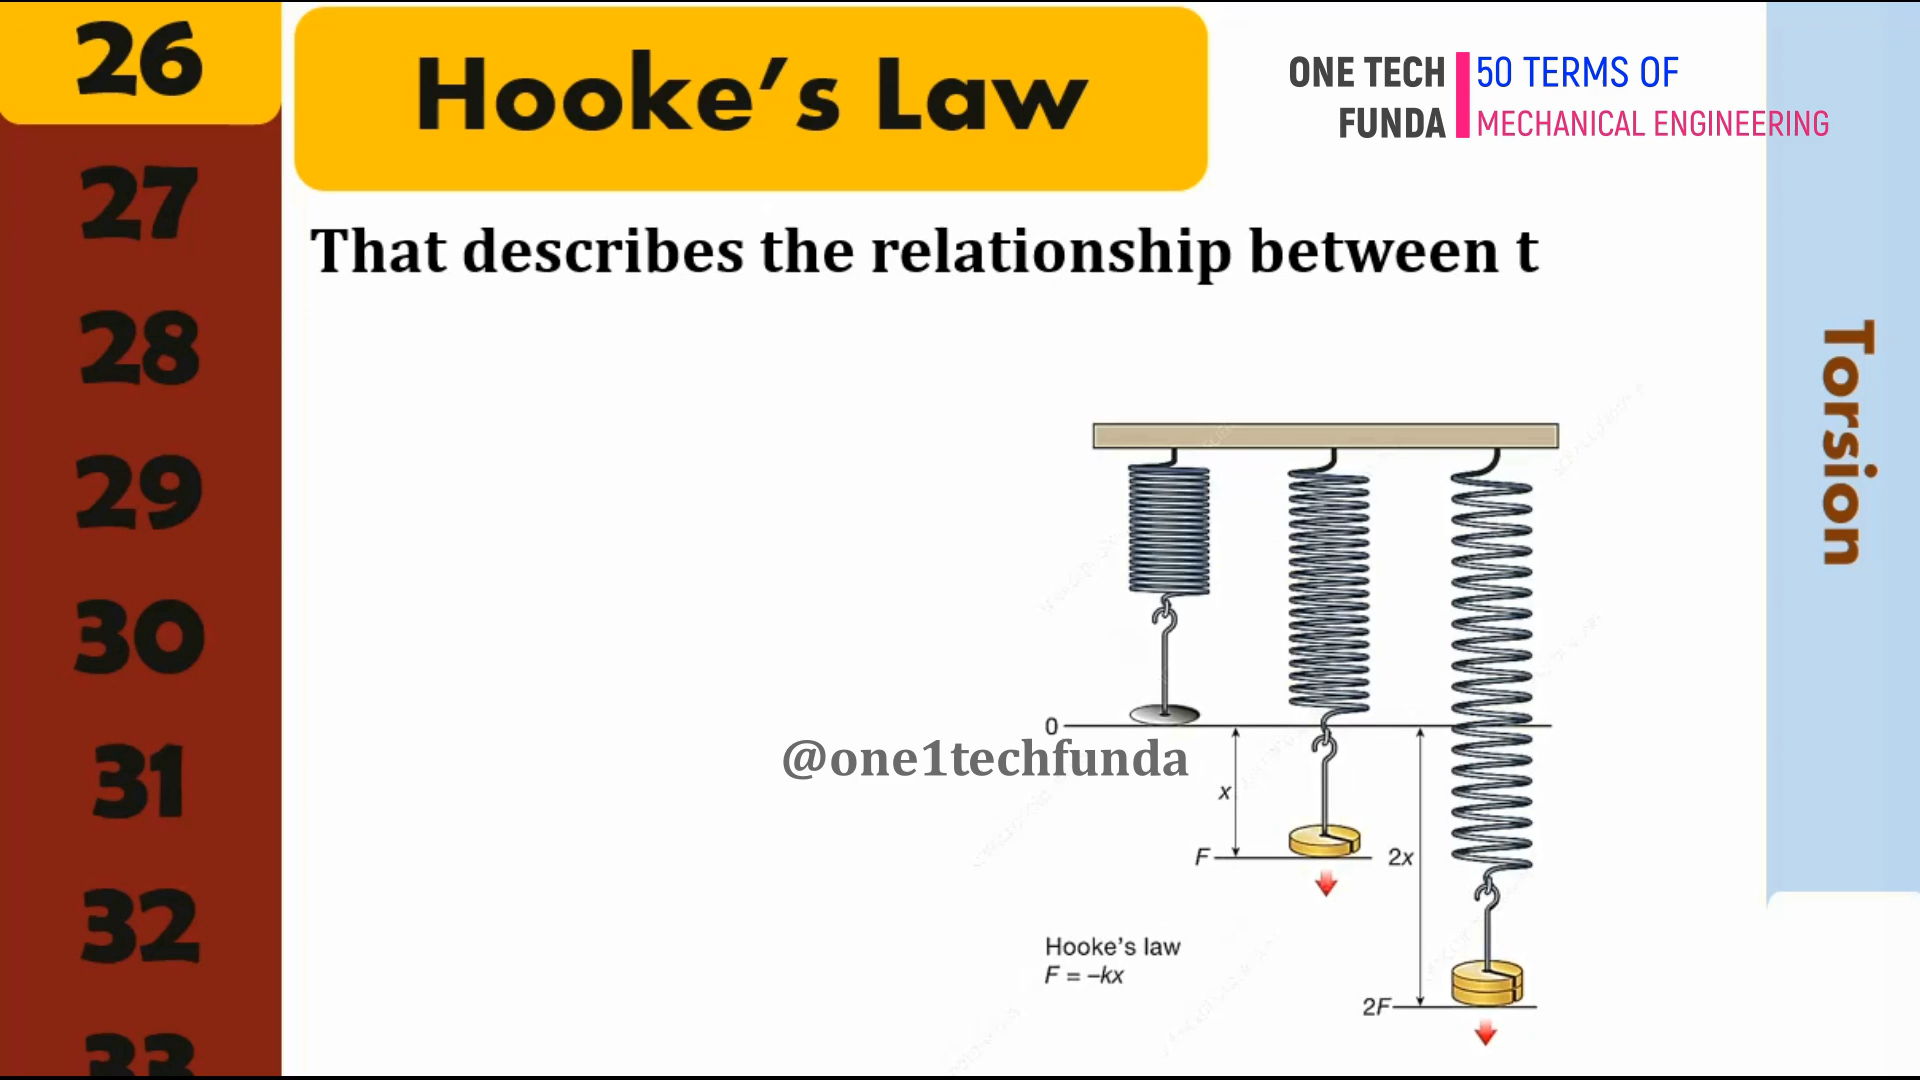 26
Hooke's Law
ONE TECH
FUNDA
50 TERMS OF
MECHANICAL ENGINEERING
27
That describes the relationship between t
28
29
30
31
32
33
Torsion
0
@one1techfunda
x
F
2x
Hooke's law
F = –kx
2F